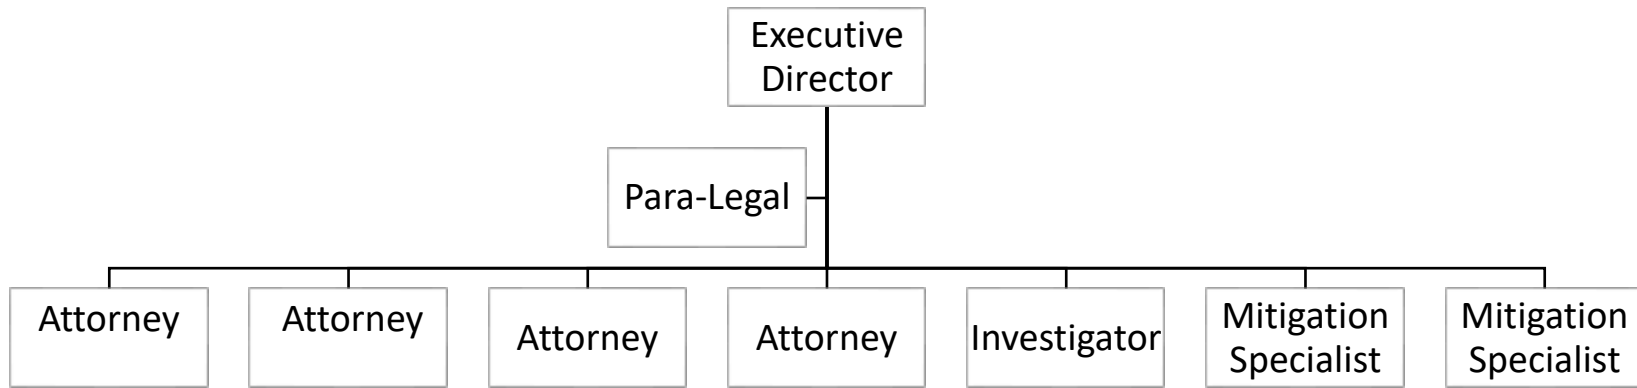 Executive
Director
Para-Legal
Attorney
Attorney
Attorney
Attorney
Investigator
Mitigation
Specialist
Mitigation
Specialist